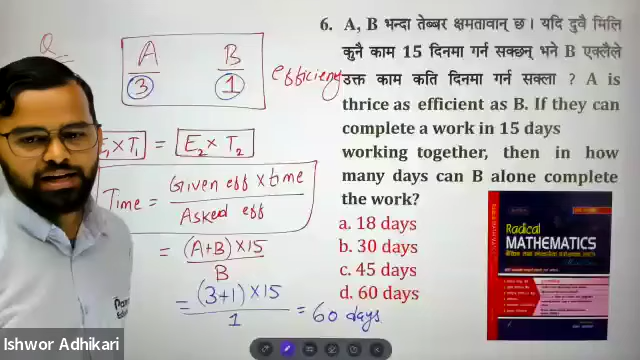 Q
A B
3 1
efficiency
E₁ × T₁ = E₂ × T₂
Time = Given eff × time
Asked eff
= (A+B) × 15
B
= (3+1) × 15
1
= 60 days
6. A, B भन्दा तेब्बर क्षमतावान् छ। यदि दुवै मिलि
कुनै काम 15 दिनमा गर्न सक्छन् भने B एक्लैले
उक्त काम कति दिनमा गर्न सक्ला ? A is
thrice as efficient as B. If they can
complete a work in 15 days
working together, then in how
many days can B alone complete
the work?
a. 18 days
b. 30 days
c. 45 days
d. 60 days
Radical
MATHEMATICS
Ishwor Adhikari